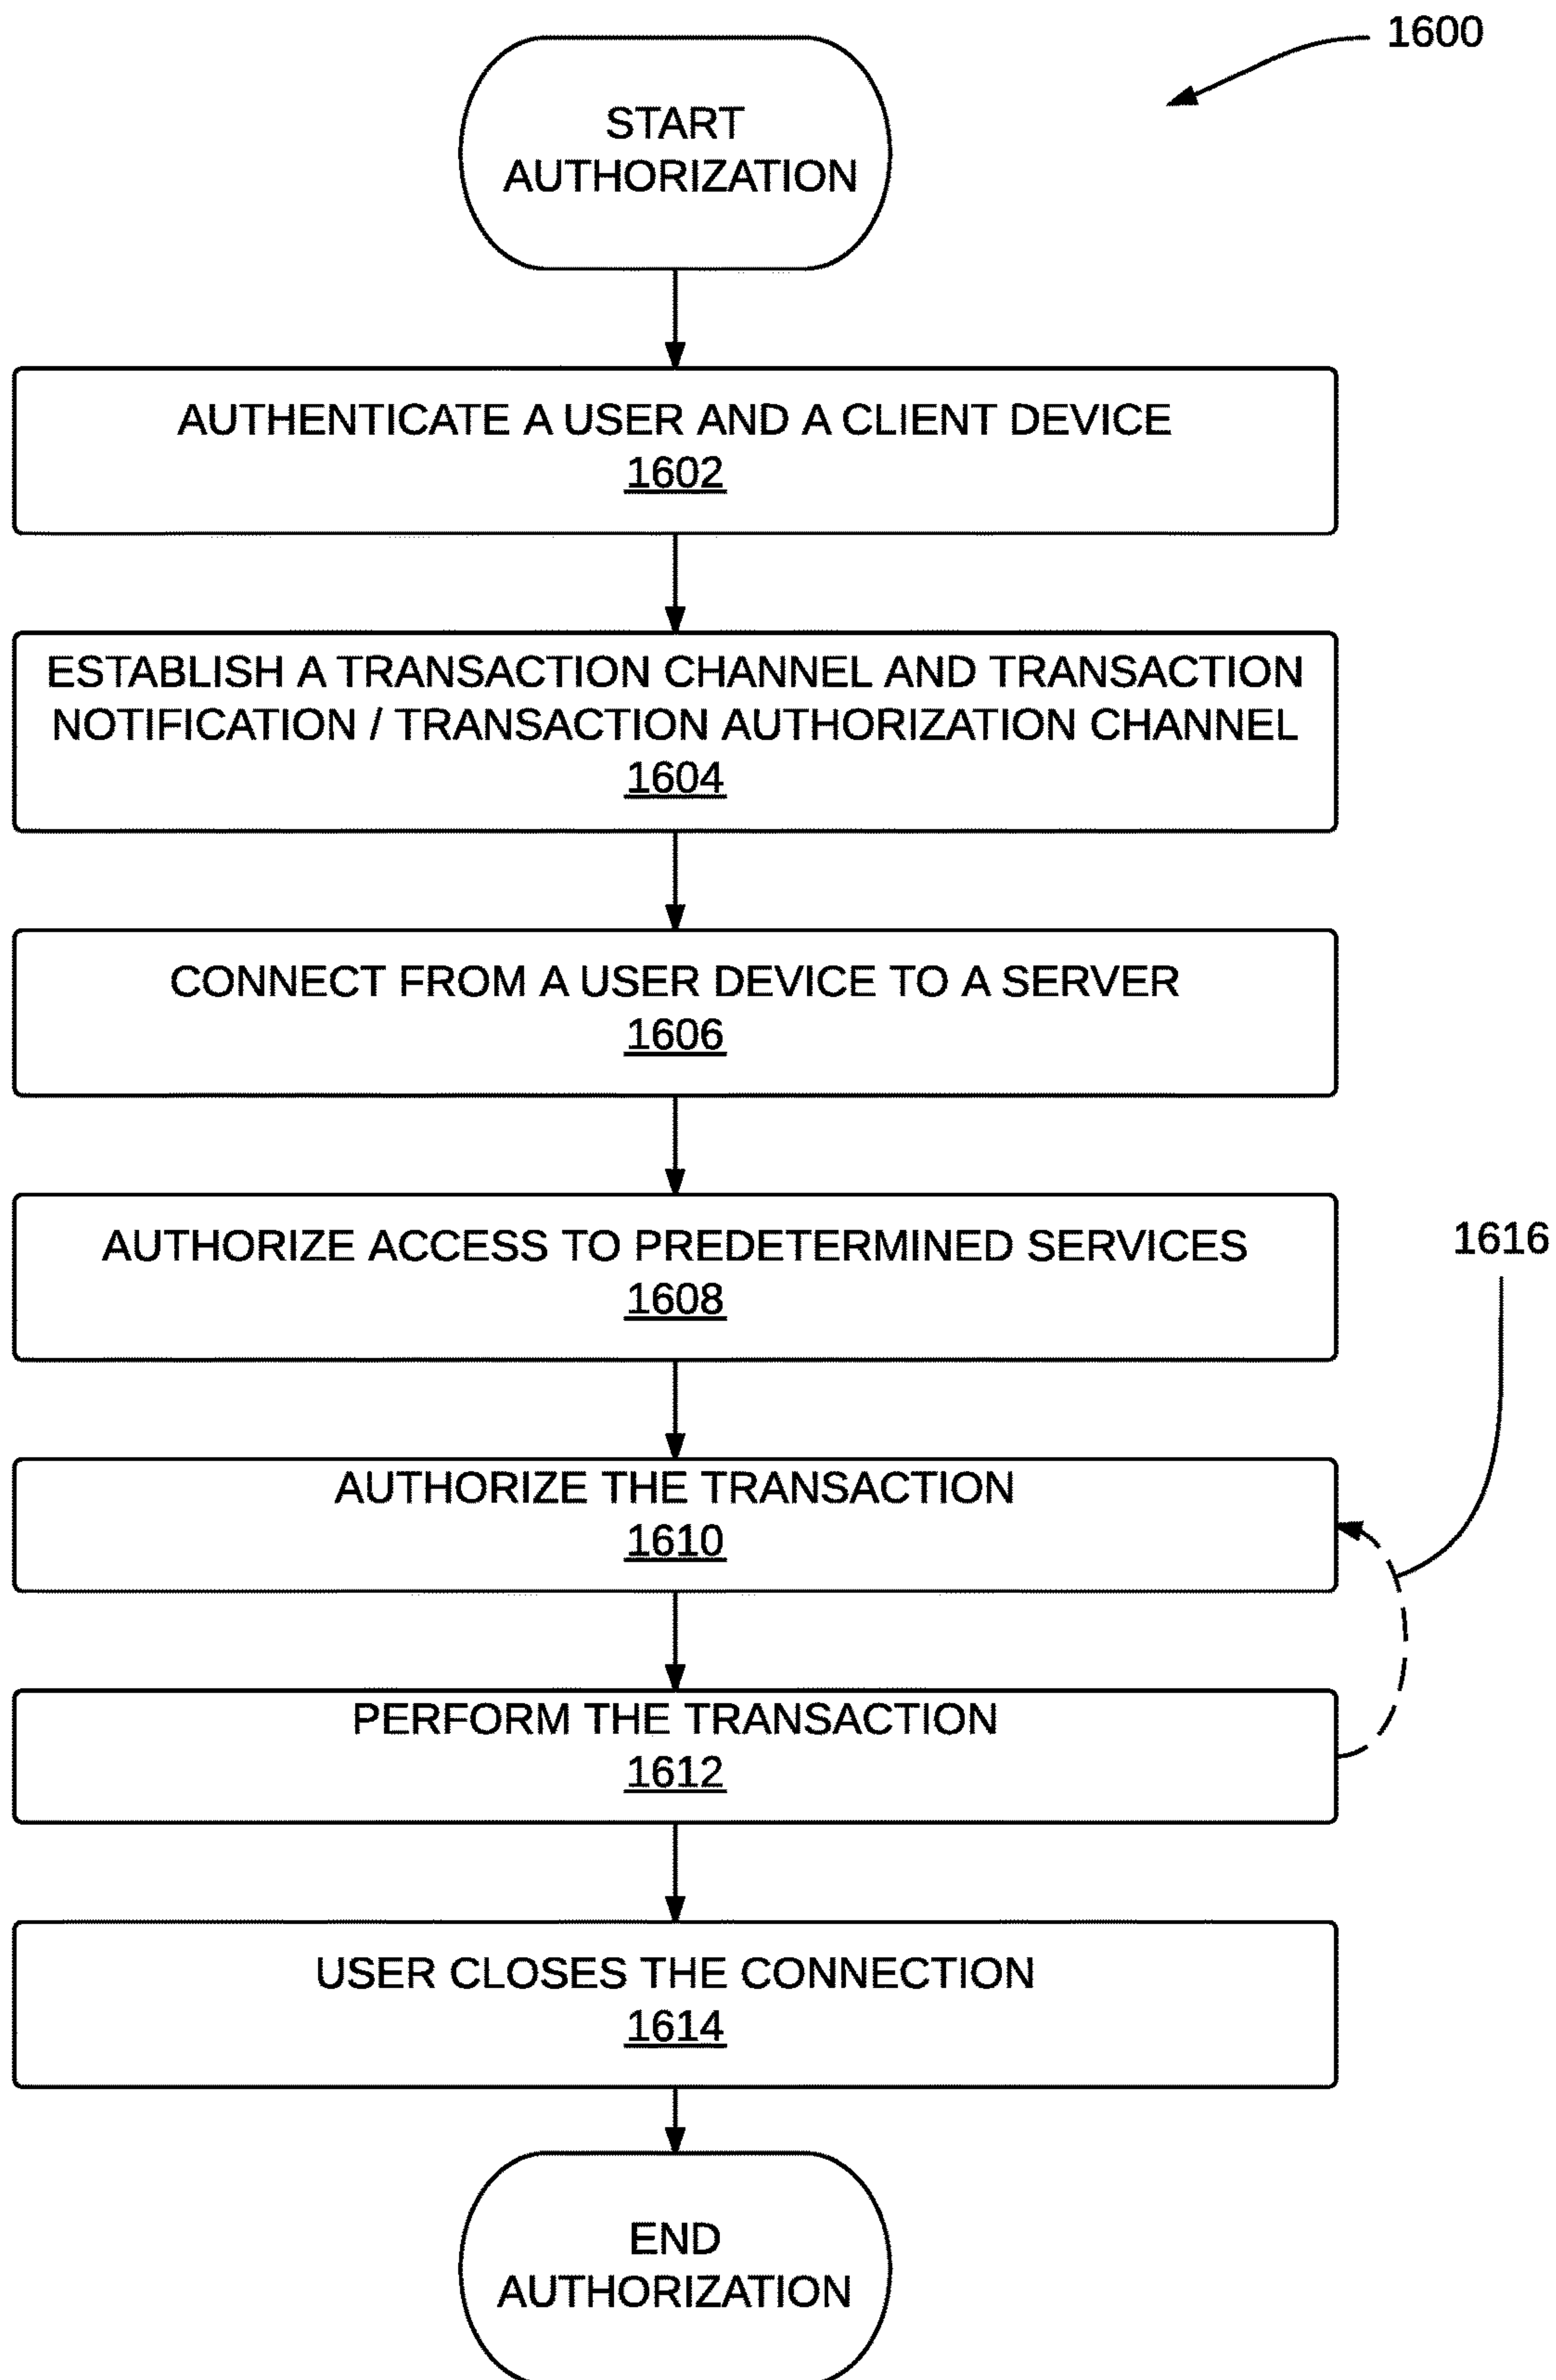 1600
START
AUTHORIZATION
AUTHENTICATE A USER AND A CLIENT DEVICE
1602
ESTABLISH A TRANSACTION CHANNEL AND TRANSACTION
NOTIFICATION / TRANSACTION AUTHORIZATION CHANNEL
1604
CONNECT FROM A USER DEVICE TO A SERVER
1606
AUTHORIZE ACCESS TO PREDETERMINED SERVICES
1608
1616
AUTHORIZE THE TRANSACTION
1610
PERFORM THE TRANSACTION
1612
USER CLOSES THE CONNECTION
1614
END
AUTHORIZATION